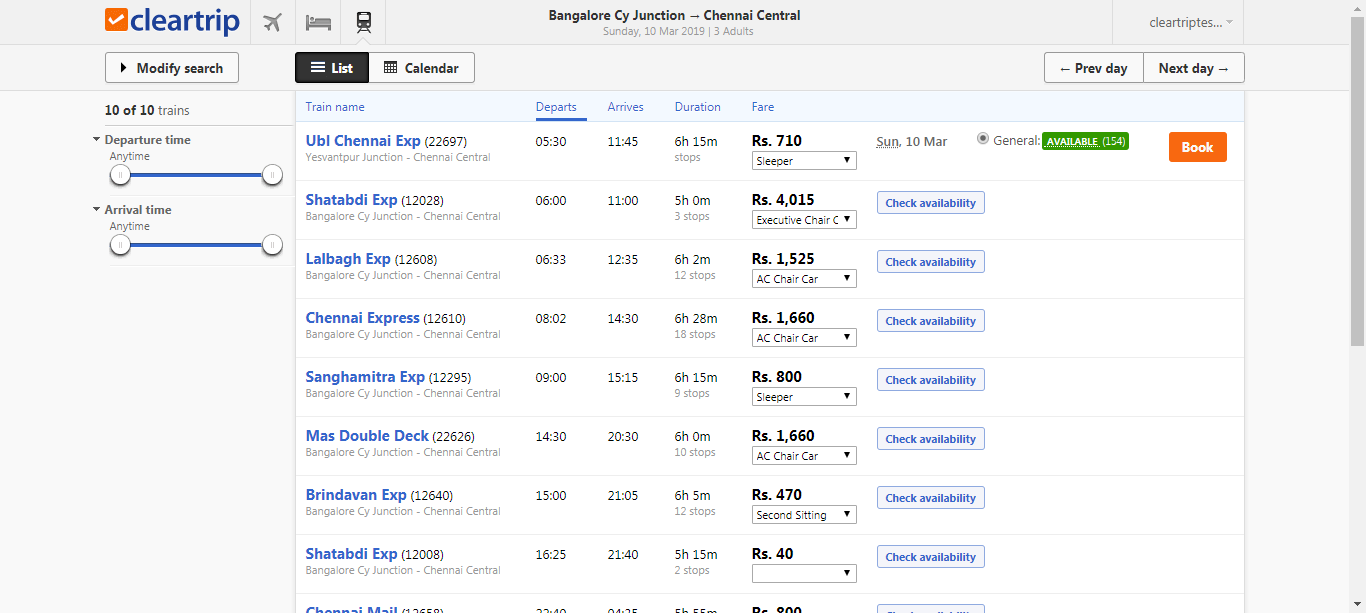 cleartrip
Bangalore Cy Junction → Chennai Central
Sunday, 10 Mar 2019 | 3 Adults
cleartriptes...
Modify search
List
Calendar
← Prev day
Next day →
10 of 10 trains
Departure time
Anytime
Arrival time
Anytime
Train name Departs Arrives Duration Fare
Ubl Chennai Exp (22697) 05:30 11:45 6h 15m Rs. 710 Sun, 10 Mar General: AVAILABLE (154) Book
Yesvantpur Junction - Chennai Central stops Sleeper
Shatabdi Exp (12028) 06:00 11:00 5h 0m Rs. 4,015 Check availability
Bangalore Cy Junction - Chennai Central 3 stops Executive Chair C
Lalbagh Exp (12608) 06:33 12:35 6h 2m Rs. 1,525 Check availability
Bangalore Cy Junction - Chennai Central 12 stops AC Chair Car
Chennai Express (12610) 08:02 14:30 6h 28m Rs. 1,660 Check availability
Bangalore Cy Junction - Chennai Central 18 stops AC Chair Car
Sanghamitra Exp (12295) 09:00 15:15 6h 15m Rs. 800 Check availability
Bangalore Cy Junction - Chennai Central 9 stops Sleeper
Mas Double Deck (22626) 14:30 20:30 6h 0m Rs. 1,660 Check availability
Bangalore Cy Junction - Chennai Central 10 stops AC Chair Car
Brindavan Exp (12640) 15:00 21:05 6h 5m Rs. 470 Check availability
Bangalore Cy Junction - Chennai Central 12 stops Second Sitting
Shatabdi Exp (12008) 16:25 21:40 5h 15m Rs. 40 Check availability
Bangalore Cy Junction - Chennai Central 2 stops
Chennai Mail (12658) 22:40 04:35 5h 55m Rs. 800 Check availability